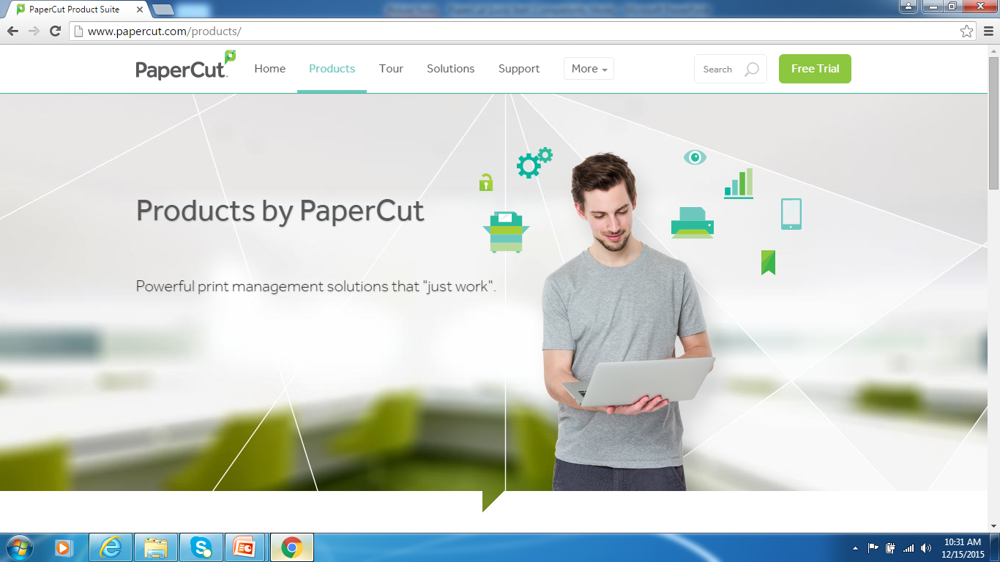 PaperCut Product Suite
www.papercut.com/products/
PaperCut
Home
Products
Tour
Solutions
Support
More
Search
Free Trial
Products by PaperCut
Powerful print management solutions that "just work".
10:31 AM
12/15/2015